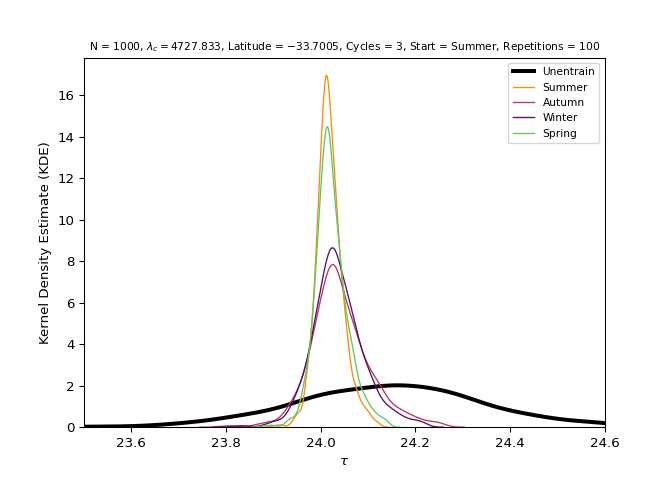 N = 1000, λc = 4727.833, Latitude = −33.7005, Cycles = 3, Start = Summer, Repetitions = 100
Unentrain
Summer
Autumn
Winter
Spring
Kernel Density Estimate (KDE)
16
14
12
10
8
6
4
2
0
23.6 23.8 24.0 24.2 24.4 24.6
τ